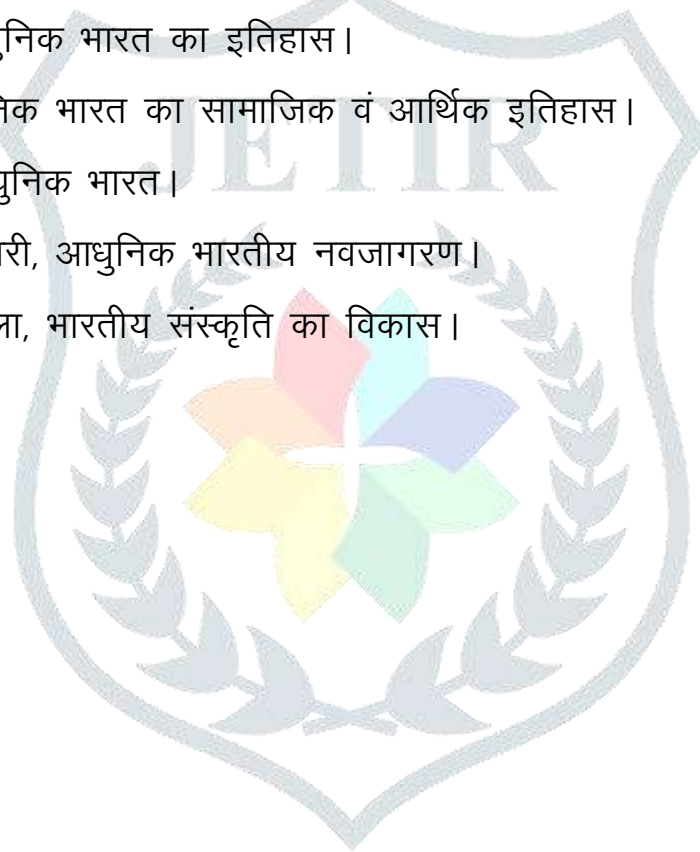 भारत का इतिहास।
भारत का सामाजिक वं आर्थिक इतिहास।
भारत।
आधुनिक भारतीय नवजागरण।
भारतीय संस्कृति का विकास।
JETIR